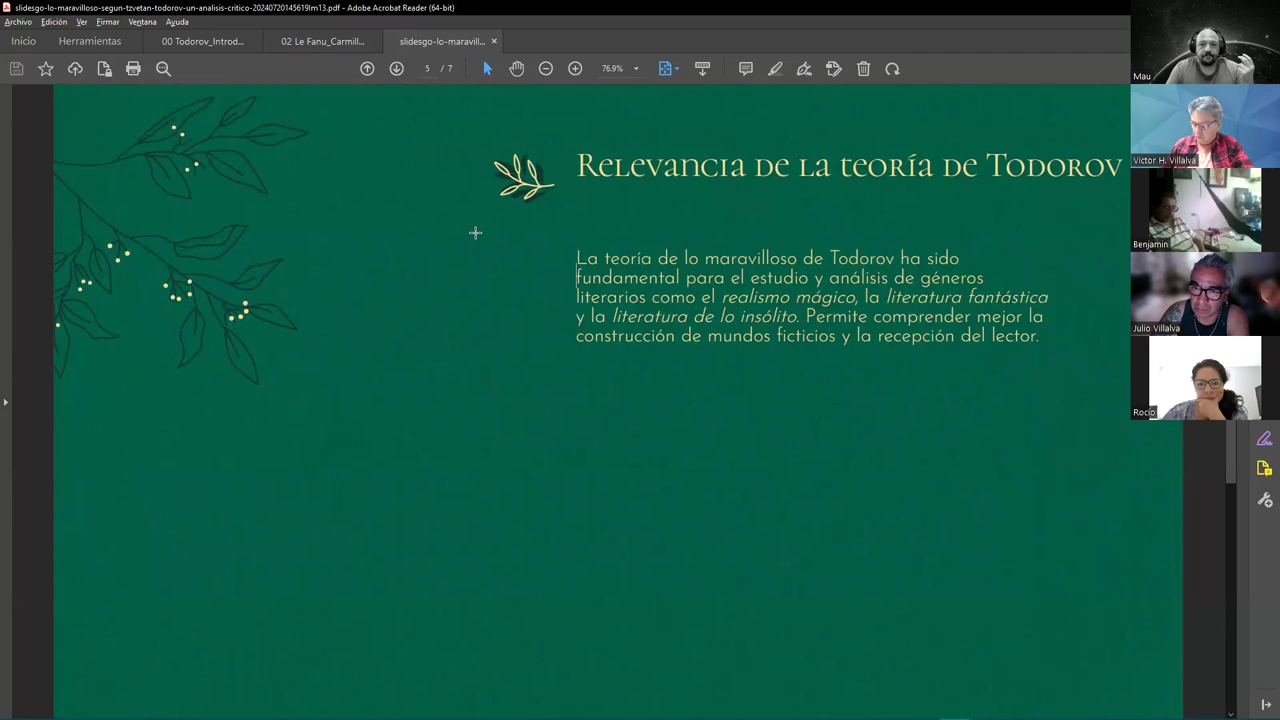 slidesgo-lo-maravilloso-segun-tzvetan-todorov-un-analisis-critico-20240720145619Im13.pdf - Adobe Acrobat Reader (64-bit)
Archivo Edición Ver Firmar Ventana Ayuda
Inicio Herramientas 00 Todorov_Introd... 02 Le Fanu_Carmill... slidesgo-lo-maravill... ×
5 / 7 76.9%
Relevancia de la teoría de Todorov
La teoría de lo maravilloso de Todorov ha sido
fundamental para el estudio y análisis de géneros
literarios como el realismo mágico, la literatura fantástica
y la literatura de lo insólito. Permite comprender mejor la
construcción de mundos ficticios y la recepción del lector.
Mau
Victor H. Villalva
Benjamin
Julio Villalva
Rocío